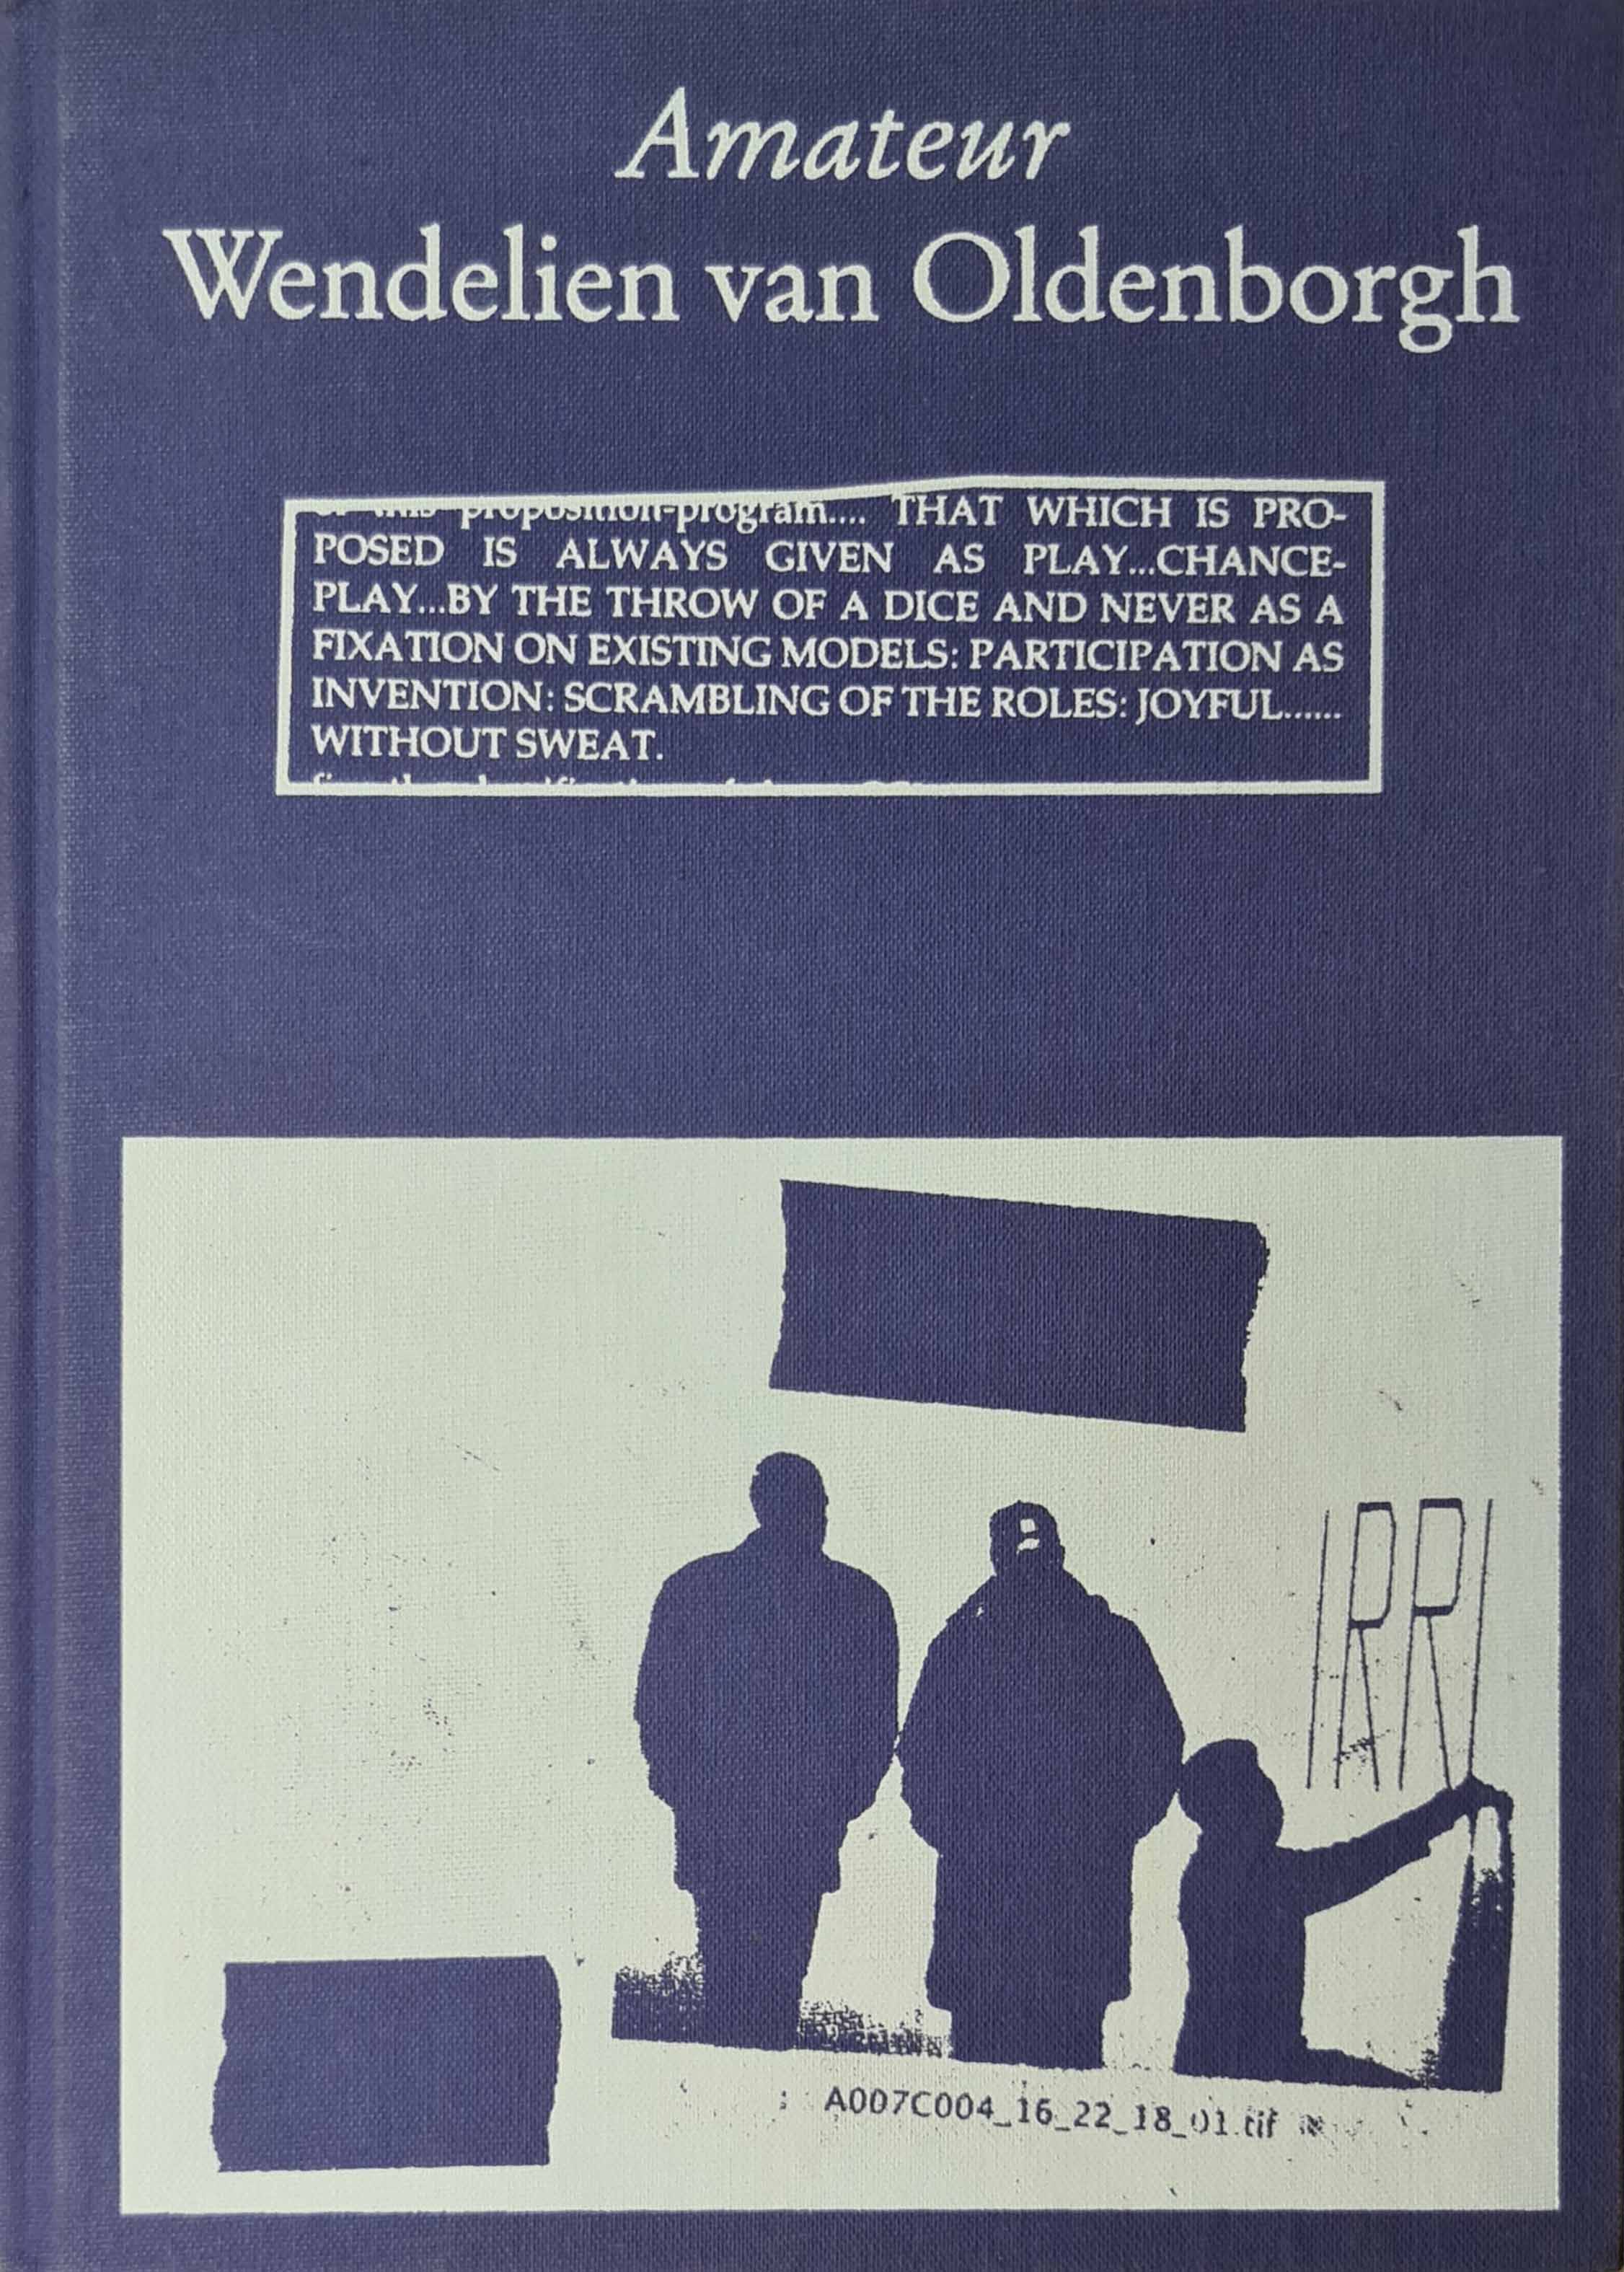 Amateur
Wendelien van Oldenborgh
this proposition-program.... THAT WHICH IS PRO-
POSED IS ALWAYS GIVEN AS PLAY...CHANCE-
PLAY...BY THE THROW OF A DICE AND NEVER AS A
FIXATION ON EXISTING MODELS: PARTICIPATION AS
INVENTION: SCRAMBLING OF THE ROLES: JOYFUL......
WITHOUT SWEAT.
IRRI
A007C004_16_22_18_01.tif